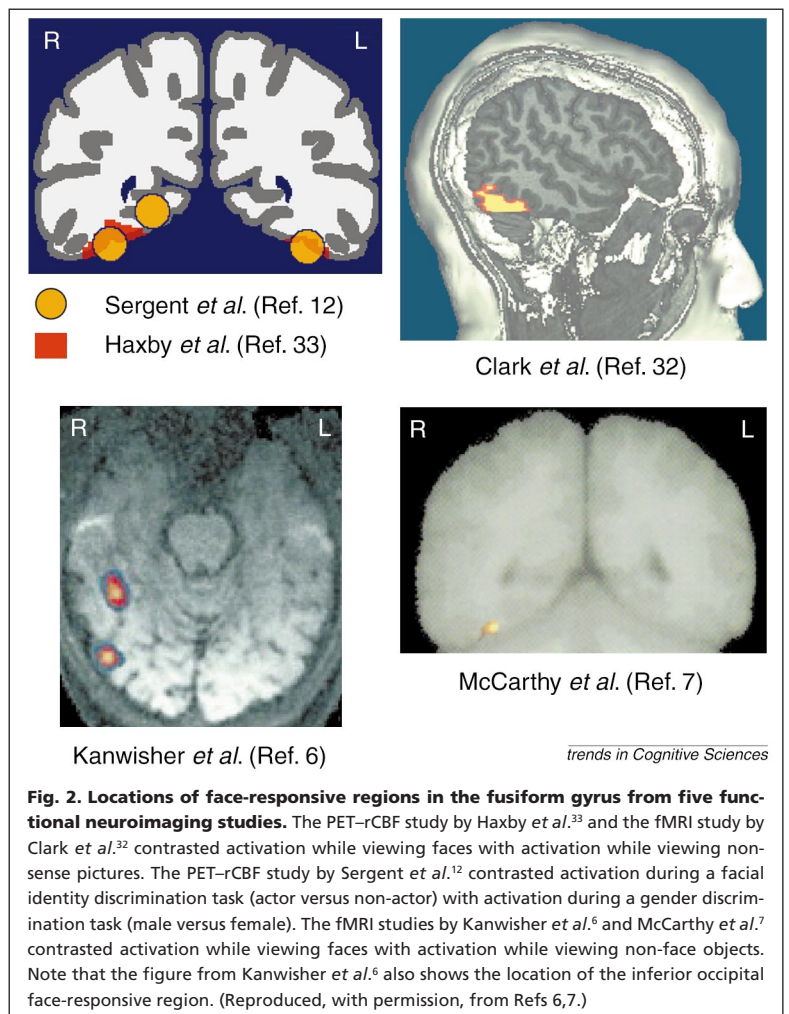 R L
Sergent et al. (Ref. 12)
Haxby et al. (Ref. 33)
Clark et al. (Ref. 32)
R L
Kanwisher et al. (Ref. 6)
R L
McCarthy et al. (Ref. 7)
trends in Cognitive Sciences
Fig. 2. Locations of face-responsive regions in the fusiform gyrus from five func-
tional neuroimaging studies. The PET–rCBF study by Haxby et al.33 and the fMRI study by
Clark et al.32 contrasted activation while viewing faces with activation while viewing non-
sense pictures. The PET–rCBF study by Sergent et al.12 contrasted activation during a facial
identity discrimination task (actor versus non-actor) with activation during a gender discrim-
ination task (male versus female). The fMRI studies by Kanwisher et al.6 and McCarthy et al.7
contrasted activation while viewing faces with activation while viewing non-face objects.
Note that the figure from Kanwisher et al.6 also shows the location of the inferior occipital
face-responsive region. (Reproduced, with permission, from Refs 6,7.)